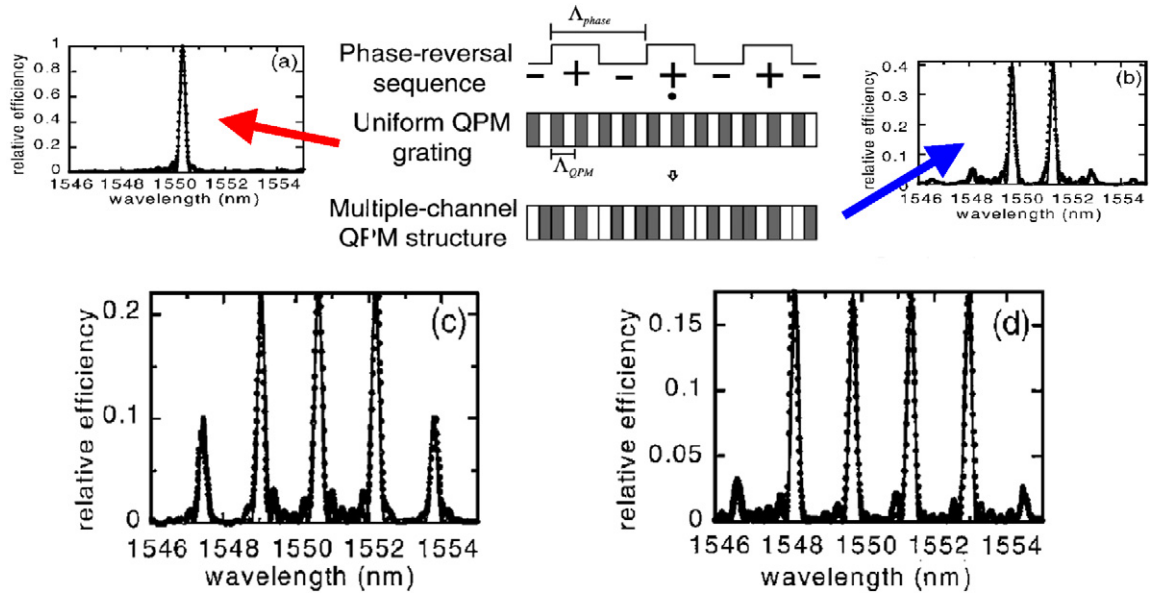 Λphase
Phase-reversal
sequence
- + - + - + -
Uniform QPM
grating
ΛQPM
Multiple-channel
QPM structure
(a)
relative efficiency
1
0.8
0.6
0.4
0.2
0
1546 1548 1550 1552 1554
wavelength (nm)
(b)
relative efficiency
0.4
0.3
0.2
0.1
0
1546 1548 1550 1552 1554
wavelength (nm)
(c)
relative efficiency
0.2
0.1
0
1546 1548 1550 1552 1554
wavelength (nm)
(d)
relative efficiency
0.15
0.1
0.05
0
1546 1548 1550 1552 1554
wavelength (nm)